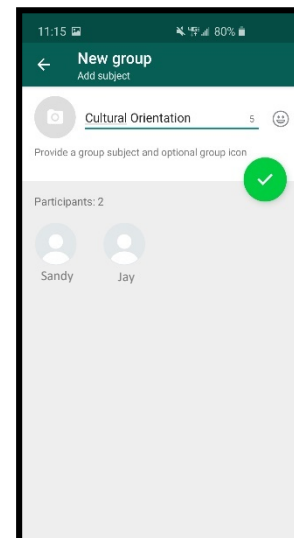 11:15 80%
New group
Add subject
Cultural Orientation 5
Provide a group subject and optional group icon
Participants: 2
Sandy Jay